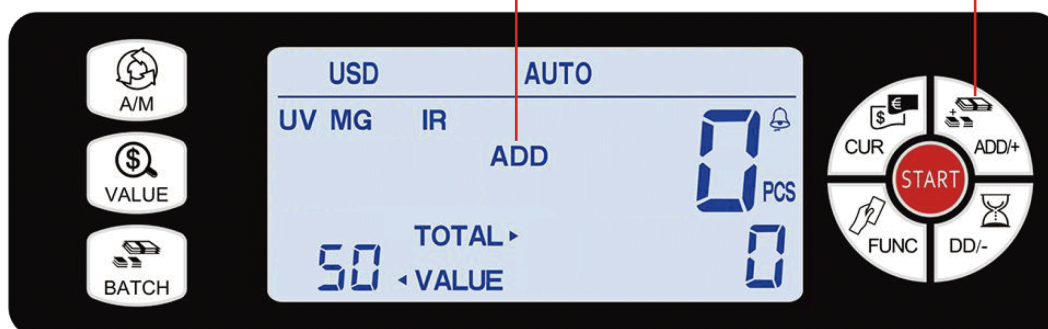 A/M
VALUE
BATCH
USD AUTO
UV MG IR
ADD
0 PCS
TOTAL
50 VALUE 0
$ €
CUR
ADD/+
START
FUNC
DD/-